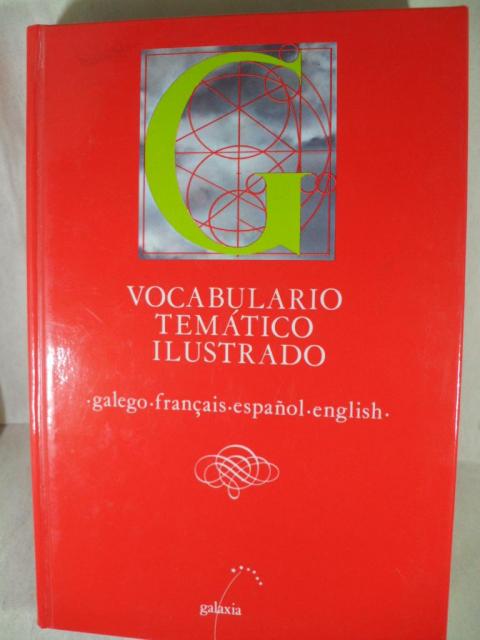 G
VOCABULARIO
TEMÁTICO
ILUSTRADO
·galego·français·español·english·
galaxia